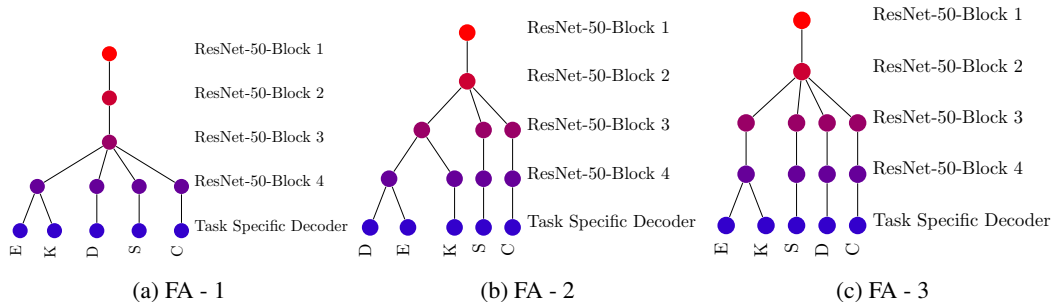 ResNet-50-Block 1
ResNet-50-Block 2
ResNet-50-Block 3
ResNet-50-Block 4
Task Specific Decoder
E K D S C
(a) FA - 1
ResNet-50-Block 1
ResNet-50-Block 2
ResNet-50-Block 3
ResNet-50-Block 4
Task Specific Decoder
D E K S C
(b) FA - 2
ResNet-50-Block 1
ResNet-50-Block 2
ResNet-50-Block 3
ResNet-50-Block 4
Task Specific Decoder
E K S D C
(c) FA - 3